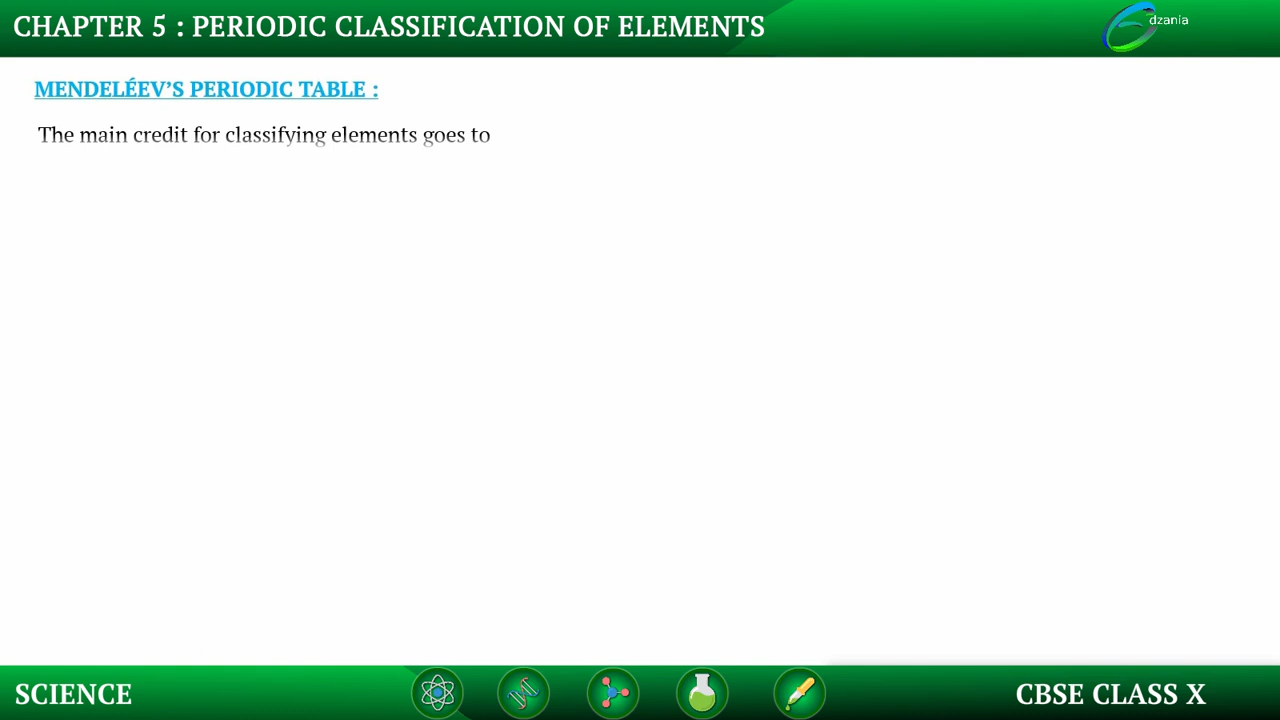 CHAPTER 5 : PERIODIC CLASSIFICATION OF ELEMENTS
dzania
MENDELÉEV’S PERIODIC TABLE :
The main credit for classifying elements goes to
SCIENCE
CBSE CLASS X